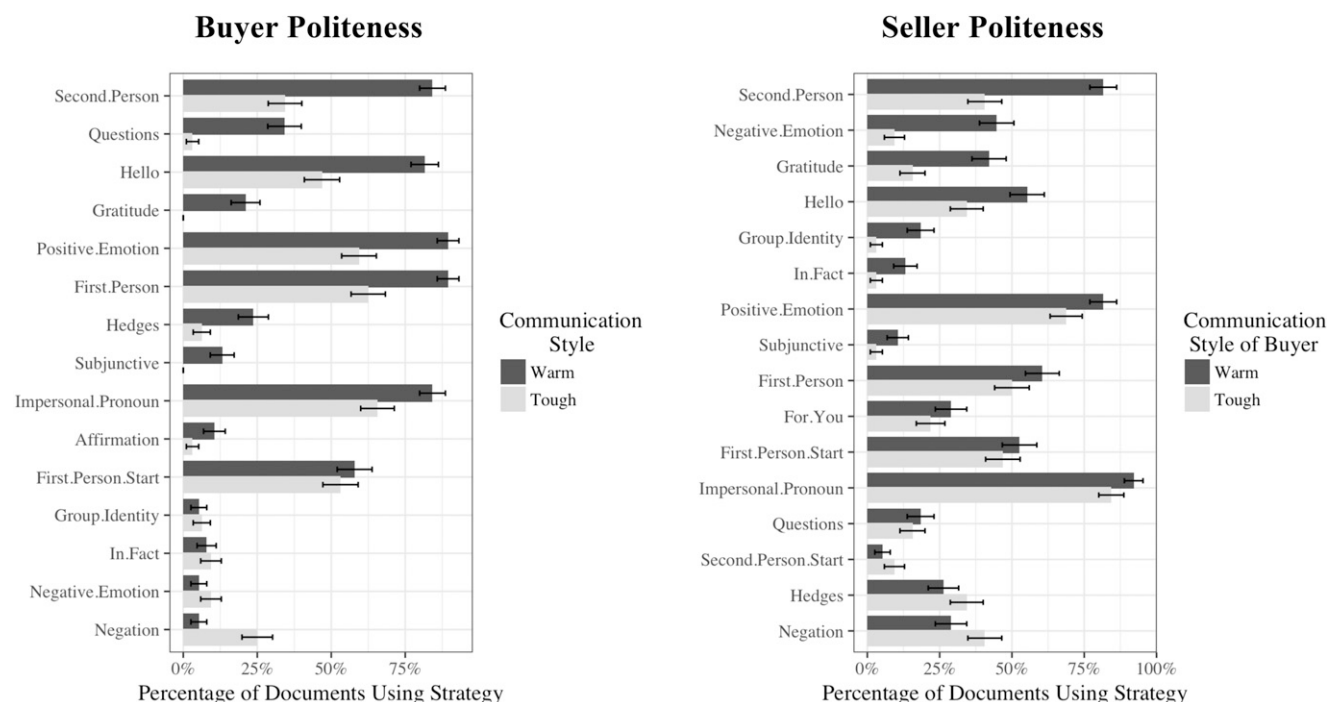 Buyer Politeness
Second.Person
Questions
Hello
Gratitude
Positive.Emotion
First.Person
Hedges
Subjunctive
Impersonal.Pronoun
Affirmation
First.Person.Start
Group.Identity
In.Fact
Negative.Emotion
Negation
0% 25% 50% 75%
Percentage of Documents Using Strategy
Communication
Style
Warm
Tough
Seller Politeness
Second.Person
Negative.Emotion
Gratitude
Hello
Group.Identity
In.Fact
Positive.Emotion
Subjunctive
First.Person
For.You
First.Person.Start
Impersonal.Pronoun
Questions
Second.Person.Start
Hedges
Negation
0% 25% 50% 75% 100%
Percentage of Documents Using Strategy
Communication
Style of Buyer
Warm
Tough